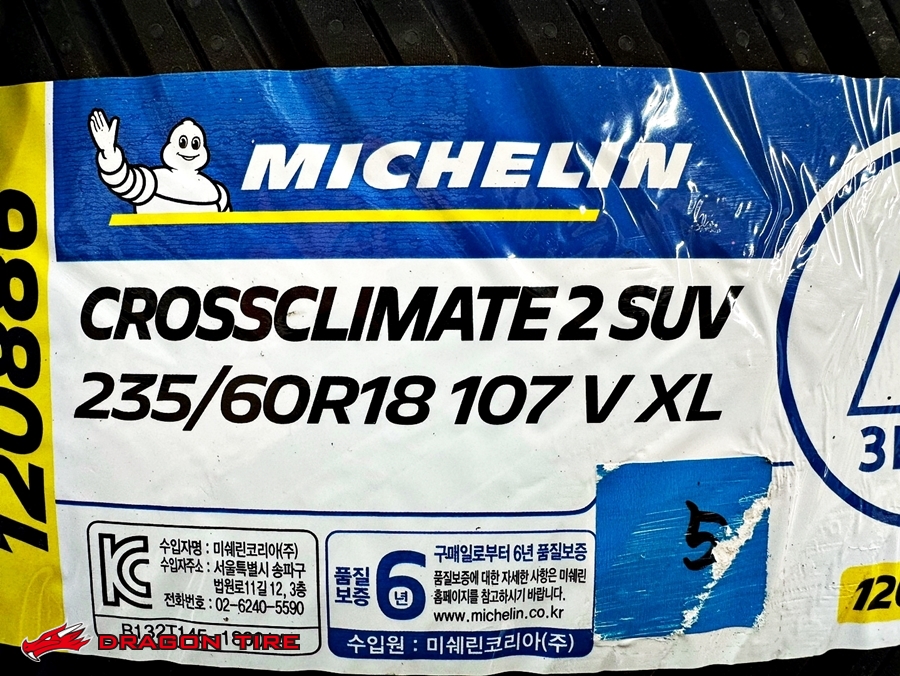 120888
MICHELIN
CROSSCLIMATE 2 SUV
235/60R18 107 V XL
5
수입자명 : 미쉐린코리아(주)
수입자주소 : 서울특별시 송파구
법원로11길 12, 3층
전화번호 : 02-6240-5590
품질
보증
6년
구매일로부터 6년 품질보증
품질보증에 대한 자세한 사항은 미쉐린
홈페이지를 참고하시기 바랍니다.
www.michelin.co.kr
수입원 : 미쉐린코리아(주)
DRAGON TIRE